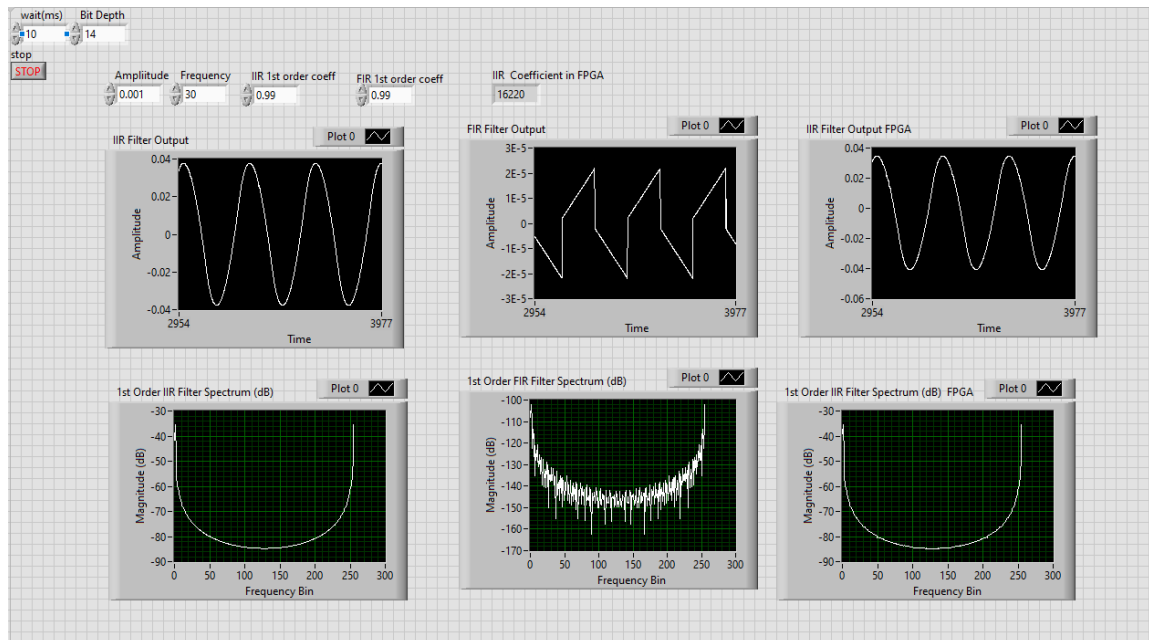 wait(ms) Bit Depth
10 14
stop
STOP
Ampliitude Frequency IIR 1st order coeff FIR 1st order coeff IIR Coefficient in FPGA
0.001 30 0.99 0.99 16220
IIR Filter Output Plot 0
0.04
0.02
0
-0.02
-0.04
Amplitude
2954 3977
Time
FIR Filter Output Plot 0
3E-5
2E-5
1E-5
0
-1E-5
-2E-5
-3E-5
Amplitude
2954 3977
Time
IIR Filter Output FPGA Plot 0
0.04
0.02
0
-0.02
-0.04
-0.06
Amplitude
2954 3977
Time
1st Order IIR Filter Spectrum (dB) Plot 0
-30
-40
-50
-60
-70
-80
-90
Magnitude (dB)
0 50 100 150 200 250 300
Frequency Bin
1st Order FIR Filter Spectrum (dB) Plot 0
-100
-110
-120
-130
-140
-150
-160
-170
Magnitude (dB)
0 50 100 150 200 250 300
Frequency Bin
1st Order IIR Filter Spectrum (dB) FPGA Plot 0
-30
-40
-50
-60
-70
-80
-90
Magnitude (dB)
0 50 100 150 200 250 300
Frequency Bin